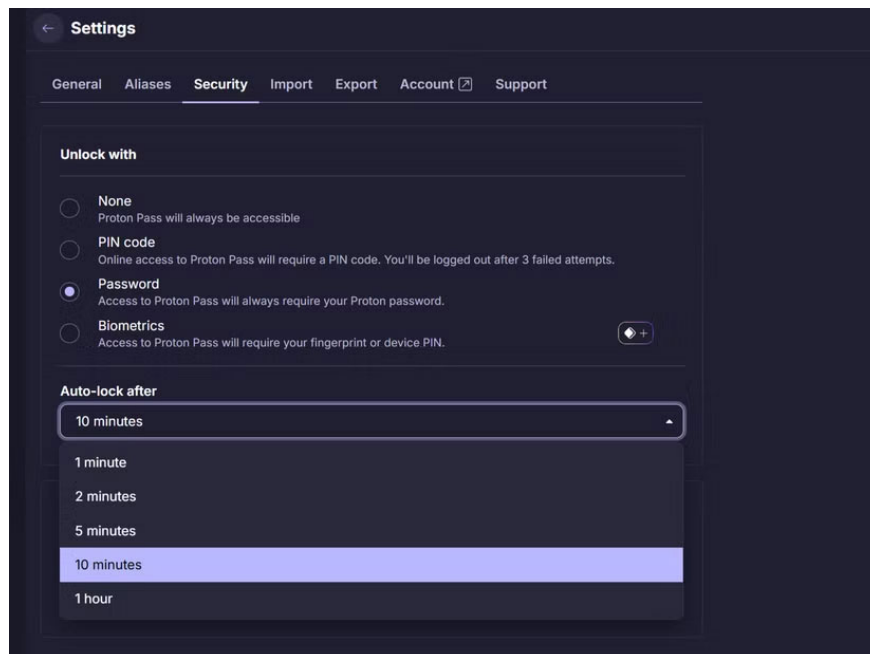 Settings
General Aliases Security Import Export Account Support
Unlock with
None
Proton Pass will always be accessible
PIN code
Online access to Proton Pass will require a PIN code. You'll be logged out after 3 failed attempts.
Password
Access to Proton Pass will always require your Proton password.
Biometrics
Access to Proton Pass will require your fingerprint or device PIN.
Auto-lock after
10 minutes
1 minute
2 minutes
5 minutes
10 minutes
1 hour